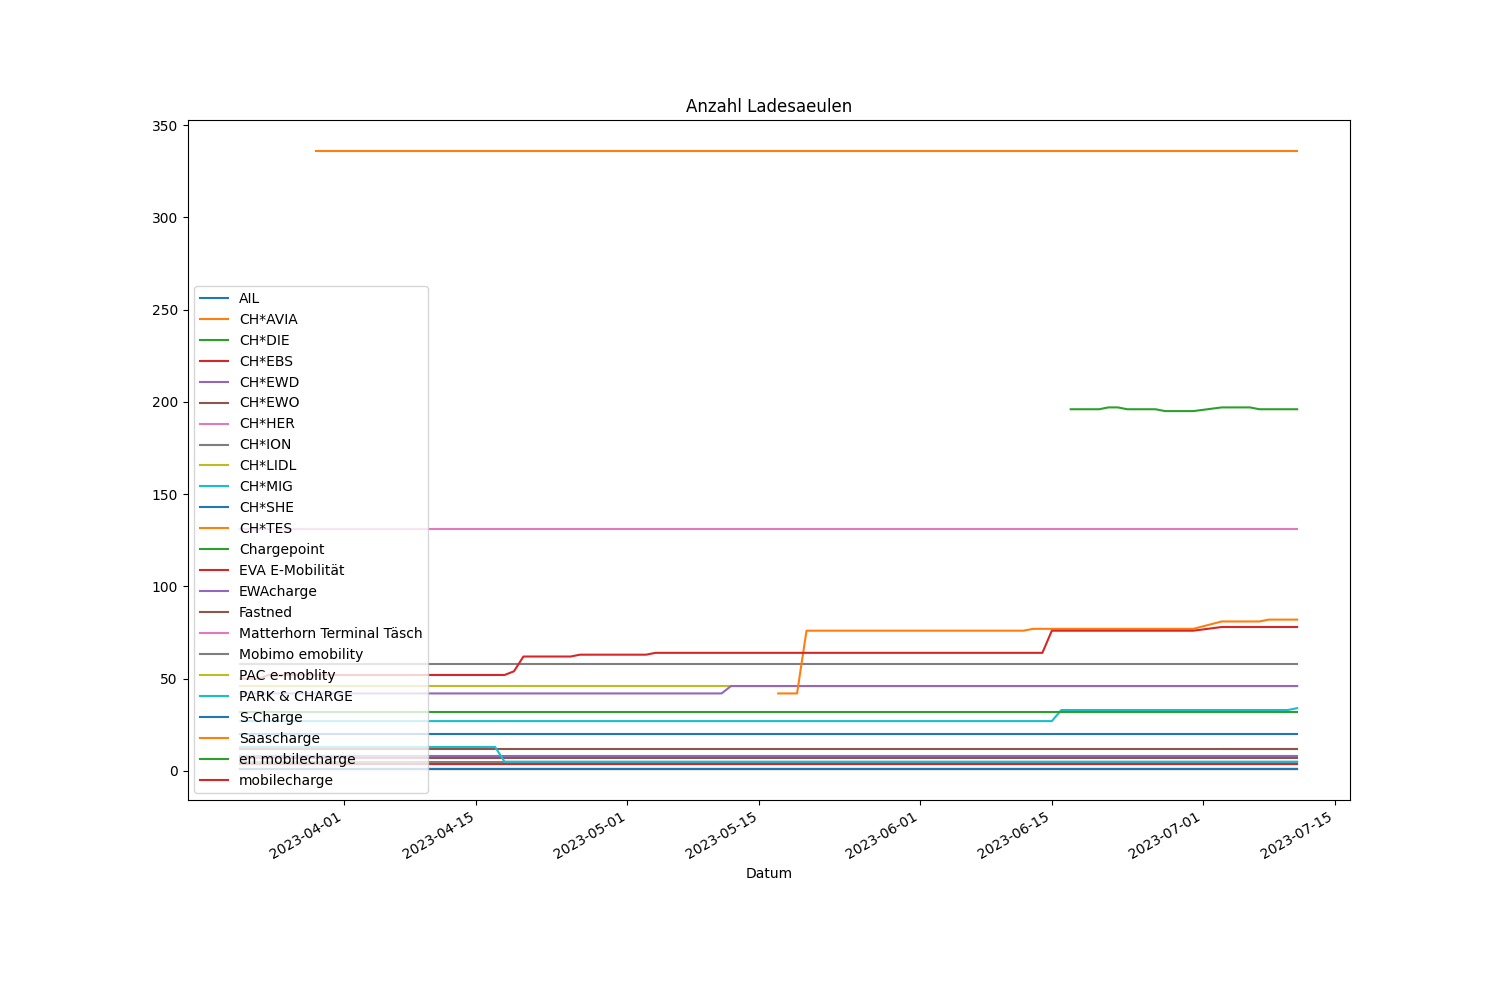 Anzahl Ladesaeulen
350
300
250
200
150
100
50
0
AIL
CH*AVIA
CH*DIE
CH*EBS
CH*EWD
CH*EWO
CH*HER
CH*ION
CH*LIDL
CH*MIG
CH*SHE
CH*TES
Chargepoint
EVA E-Mobilität
EWAcharge
Fastned
Matterhorn Terminal Täsch
Mobimo emobility
PAC e-moblity
PARK & CHARGE
S-Charge
Saascharge
en mobilecharge
mobilecharge
2023-04-01
2023-04-15
2023-05-01
2023-05-15
2023-06-01
2023-06-15
2023-07-01
2023-07-15
Datum